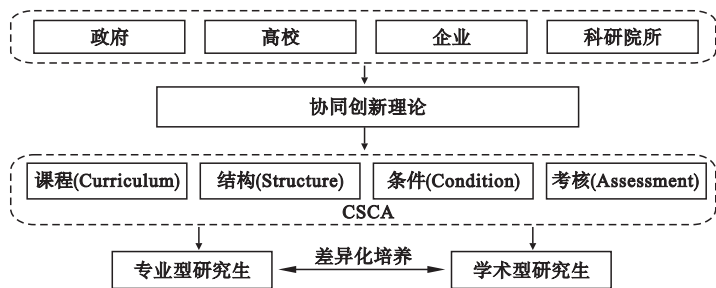 政府 高校 企业 科研院所
协同创新理论
课程(Curriculum) 结构(Structure) 条件(Condition) 考核(Assessment)
CSCA
差异化培养
专业型研究生 学术型研究生